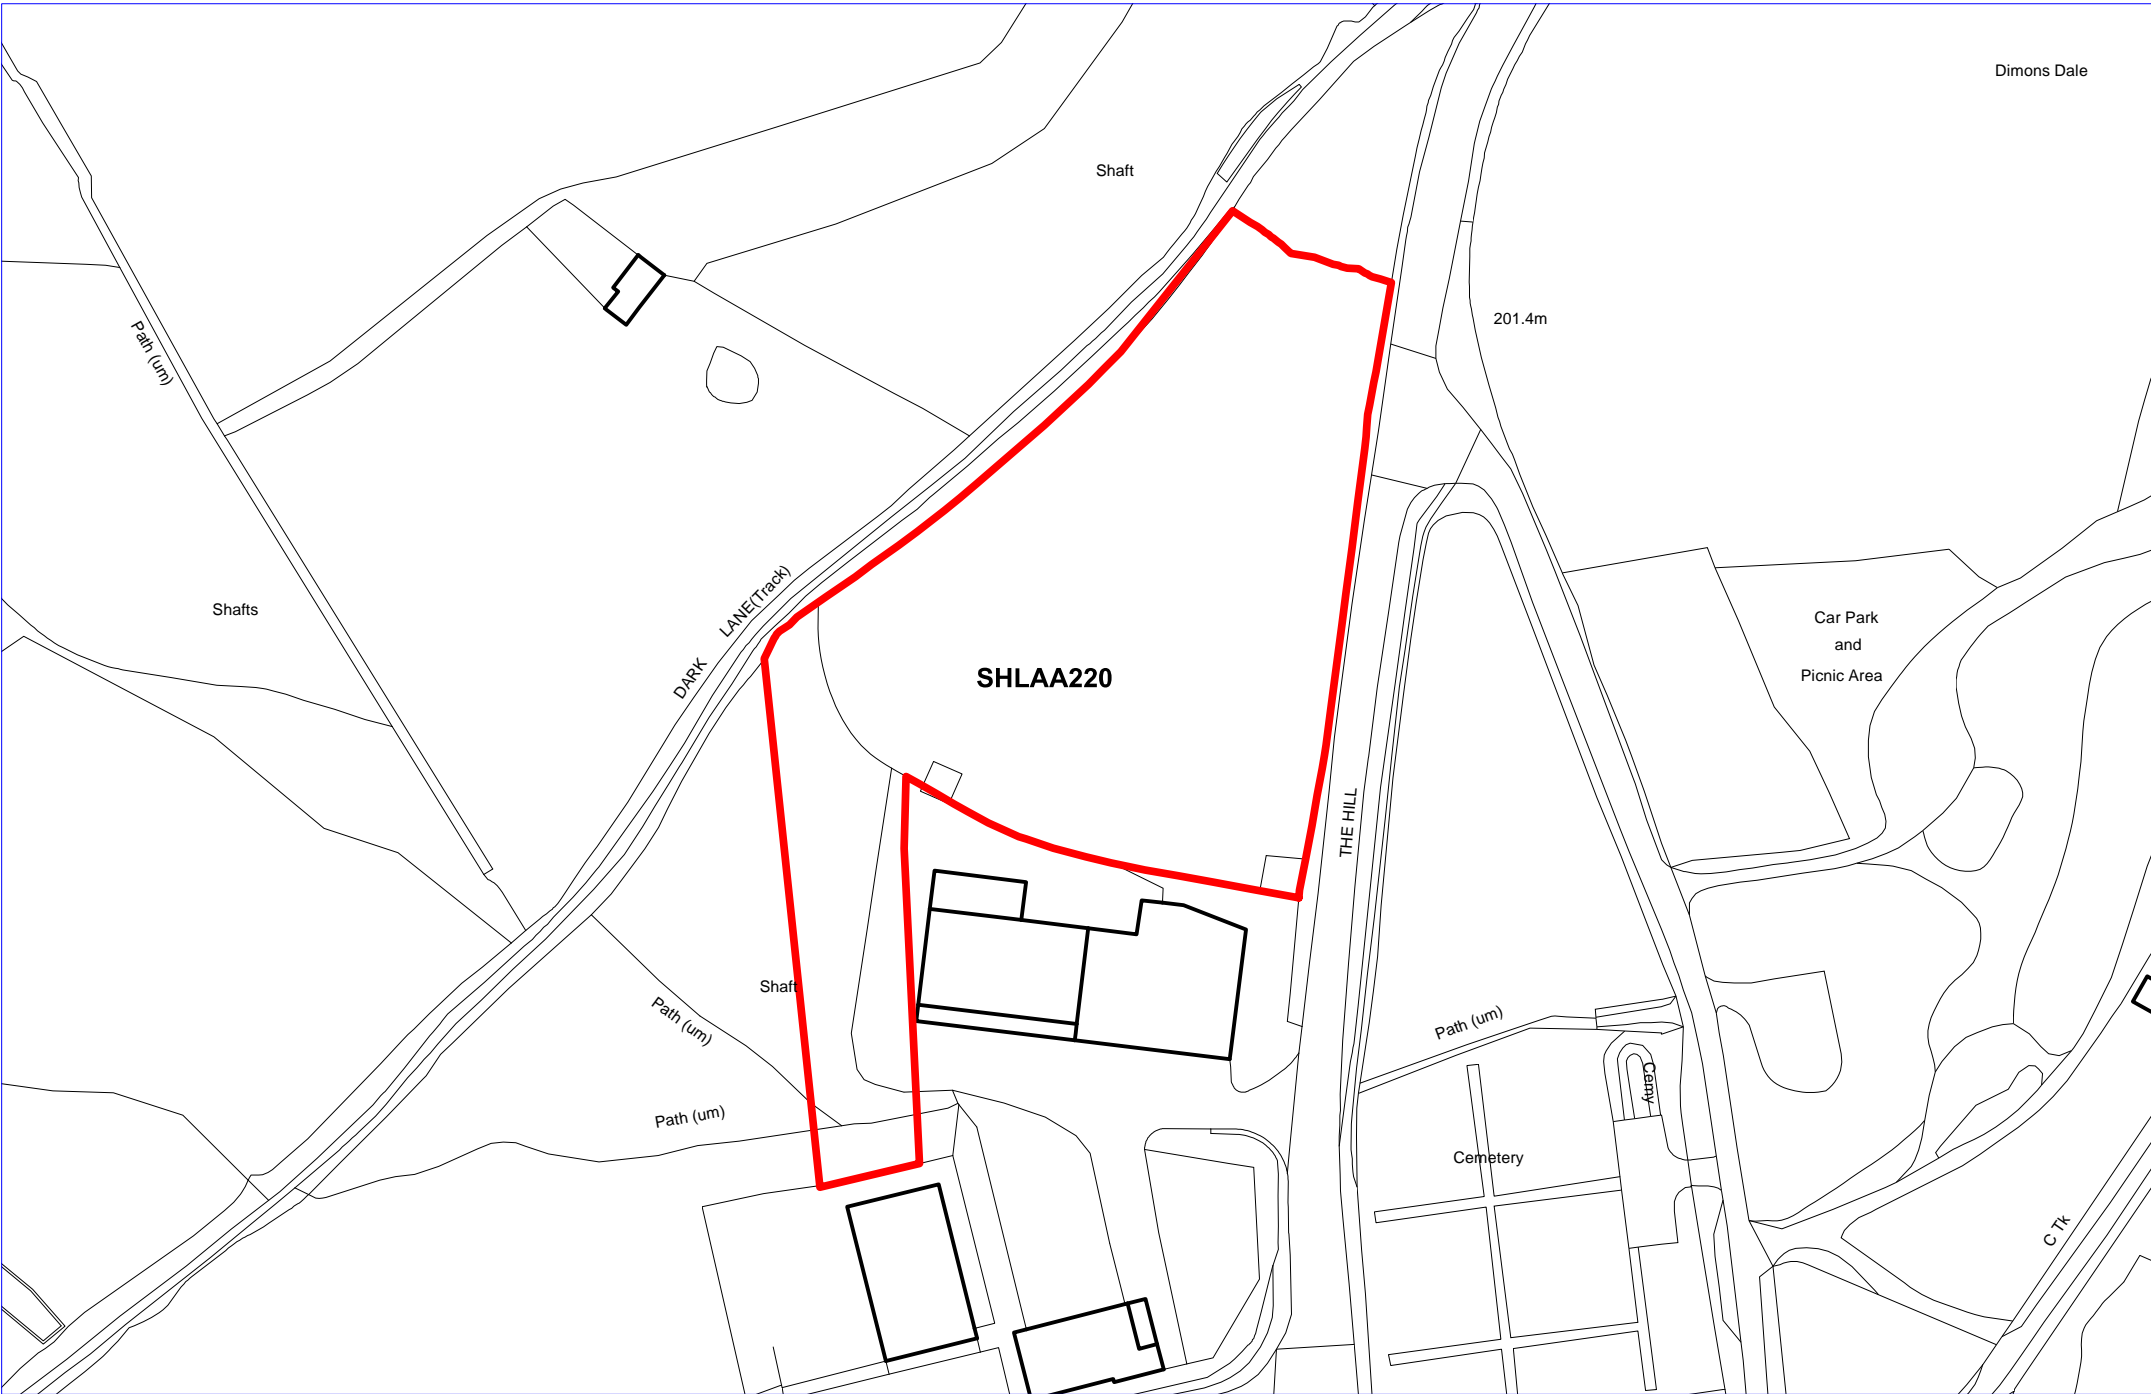 Dimons Dale
Shaft
201.4m
Path (um)
Shafts
DARK LANE(Track)
Car Park
and
Picnic Area
SHLAA220
THE HILL
Shaft
Path (um)
Path (um)
Path (um)
Cemy
Cemetery
C Tk